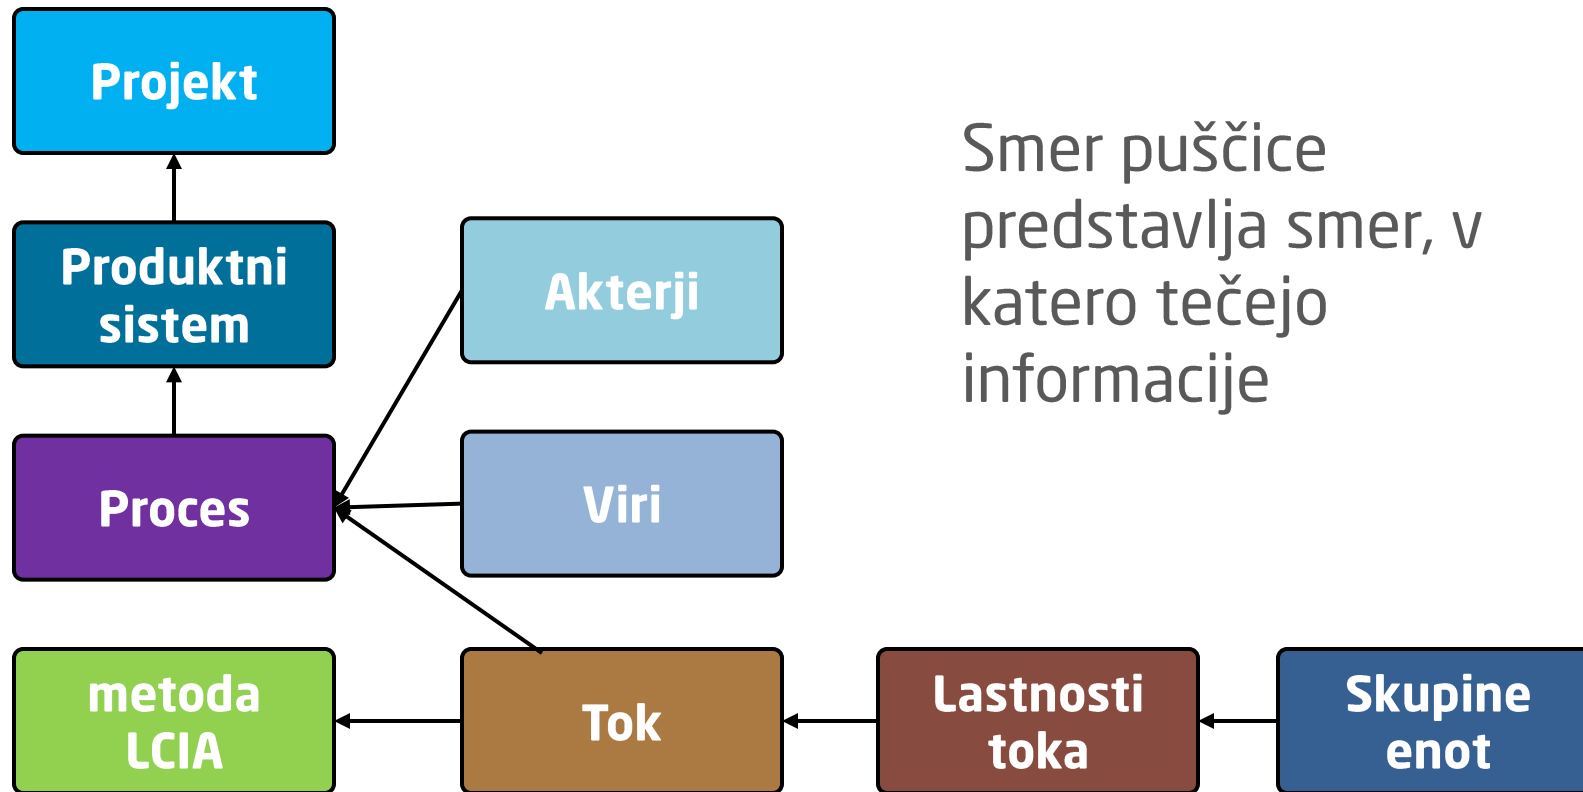 Projekt
Smer puščice
predstavlja smer, v
katero tečejo
informacije
Produktni
sistem
Akterji
Proces
Viri
metoda
LCIA
Tok
Lastnosti
toka
Skupine
enot